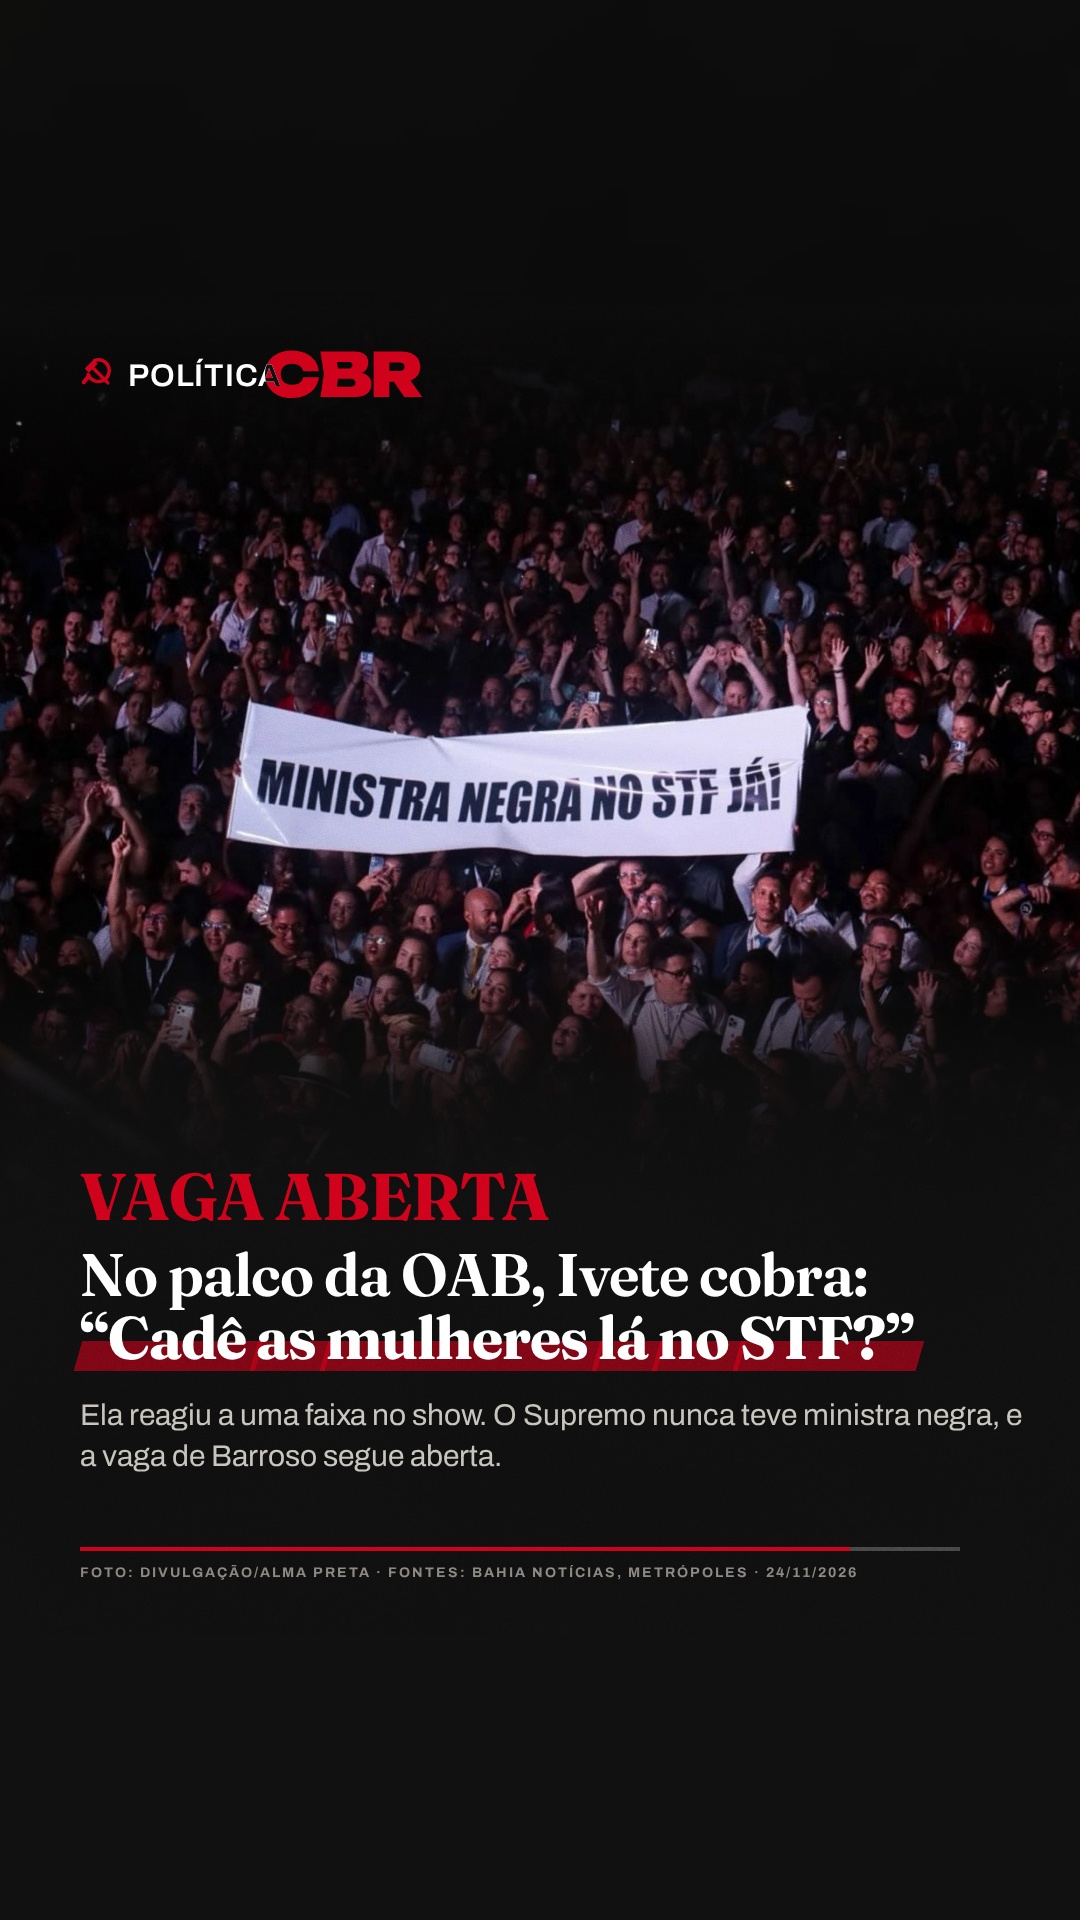 POLÍTICA CBR
MINISTRA NEGRA NO STF JÁ!
VAGA ABERTA
No palco da OAB, Ivete cobra:
“Cadê as mulheres lá no STF?”
Ela reagiu a uma faixa no show. O Supremo nunca teve ministra negra, e
a vaga de Barroso segue aberta.
FOTO: DIVULGAÇÃO/ALMA PRETA · FONTES: BAHIA NOTÍCIAS, METRÓPOLES · 24/11/2026